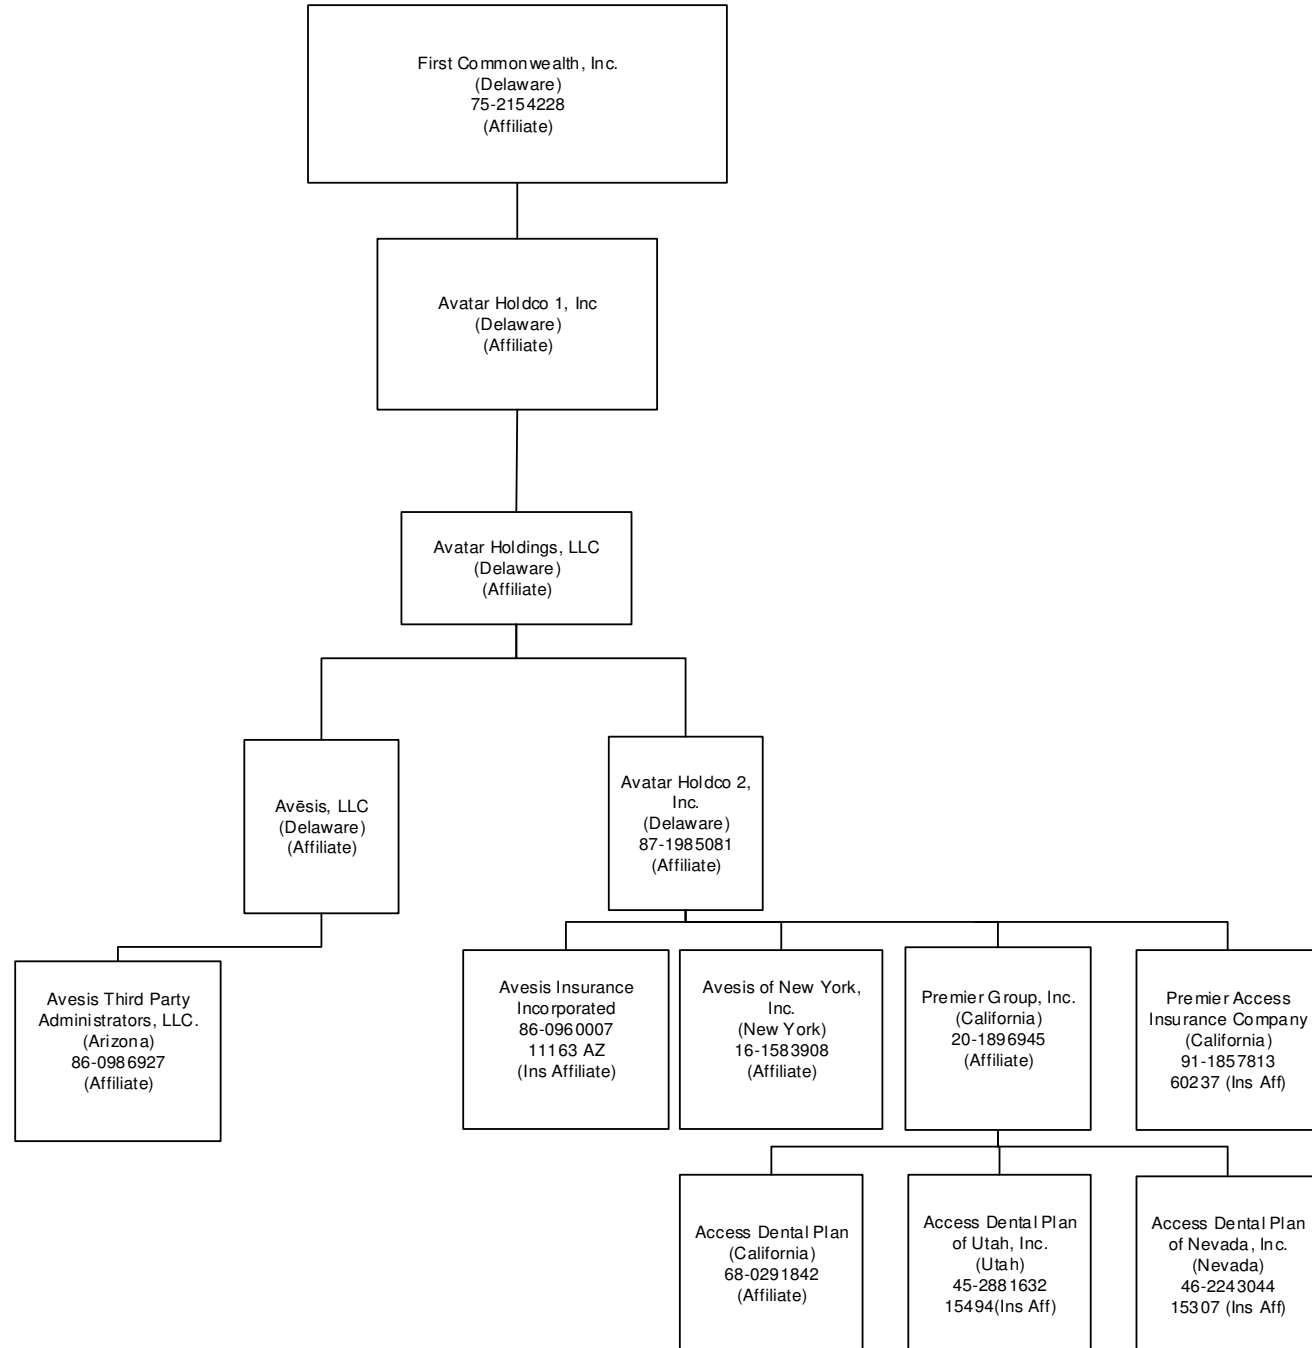 First Commonwealth, Inc.
(Delaware)
75-2154228
(Affiliate)
Avatar Holdco 1, Inc
(Delaware)
(Affiliate)
Avatar Holdings, LLC
(Delaware)
(Affiliate)
Avēsis, LLC
(Delaware)
(Affiliate)
Avatar Holdco 2,
Inc.
(Delaware)
87-1985081
(Affiliate)
Avesis Third Party
Administrators, LLC.
(Arizona)
86-0986927
(Affiliate)
Avesis Insurance
Incorporated
86-0960007
11163 AZ
(Ins Affiliate)
Avesis of New York,
Inc.
(New York)
16-1583908
(Affiliate)
Premier Group, Inc.
(California)
20-1896945
(Affiliate)
Premier Access
Insurance Company
(California)
91-1857813
60237 (Ins Aff)
Access Dental Plan
(California)
68-0291842
(Affiliate)
Access Dental Plan
of Utah, Inc.
(Utah)
45-2881632
15494(Ins Aff)
Access Dental Plan
of Nevada, Inc.
(Nevada)
46-2243044
15307 (Ins Aff)